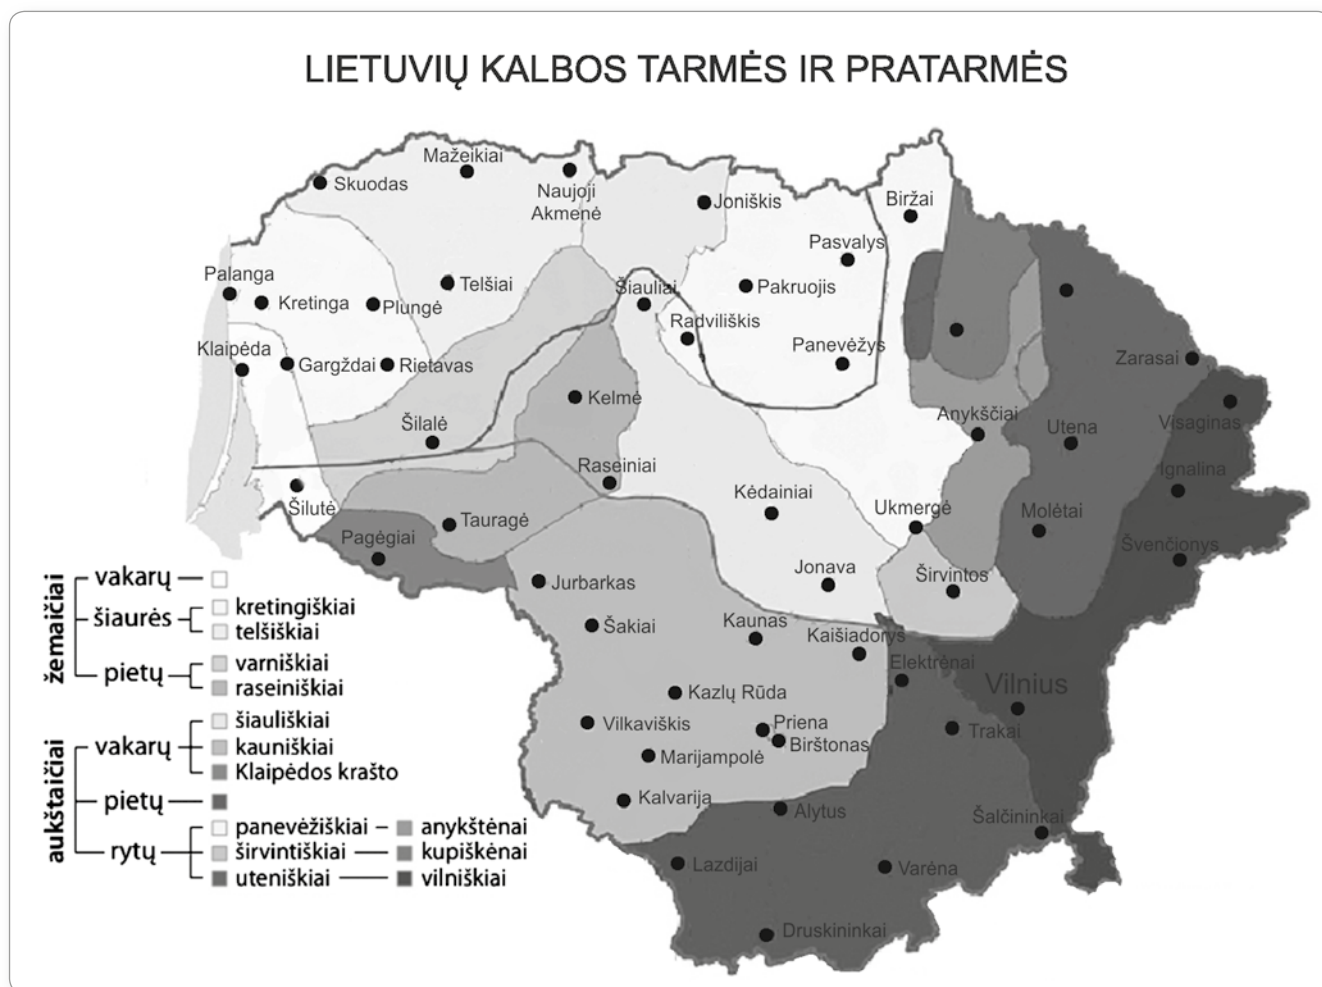 LIETUVIŲ KALBOS TARMĖS IR PRATARMĖS
Mažeikiai
Skuodas
Naujoji
Akmenė
Joniškis
Biržai
Pasvalys
Palanga
Kretinga
Plungė
Telšiai
Šiauliai
Pakruojis
Radviliškis
Panevėžys
Klaipėda
Gargždai
Rietavas
Zarasai
Kelmė
Visaginas
Šilalė
Anykščiai
Utena
Raseiniai
Ignalina
Kėdainiai
Šilutė
Tauragė
Ukmergė
Molėtai
Pagėgiai
Švenčionys
Jonava
Širvintos
Jurbarkas
Šakiai
Kaunas
Kaišiadorys
Elektrėnai
Vilnius
Kazlų Rūda
Vilkaviškis
Priena
Birštonas
Trakai
Marijampolė
Kalvarija
Alytus
Šalčininkai
Lazdijai
Varėna
Druskininkai
žemaičiai
vakarų
šiaurės
kretingiškiai
telšiškiai
pietų
varniškiai
raseiniškiai
aukštaičiai
vakarų
šiauliškiai
kauniškiai
Klaipėdos krašto
pietų
rytų
panevėžiškiai
anykštėnai
širvintiškiai
kupiškėnai
uteniškiai
vilniškiai